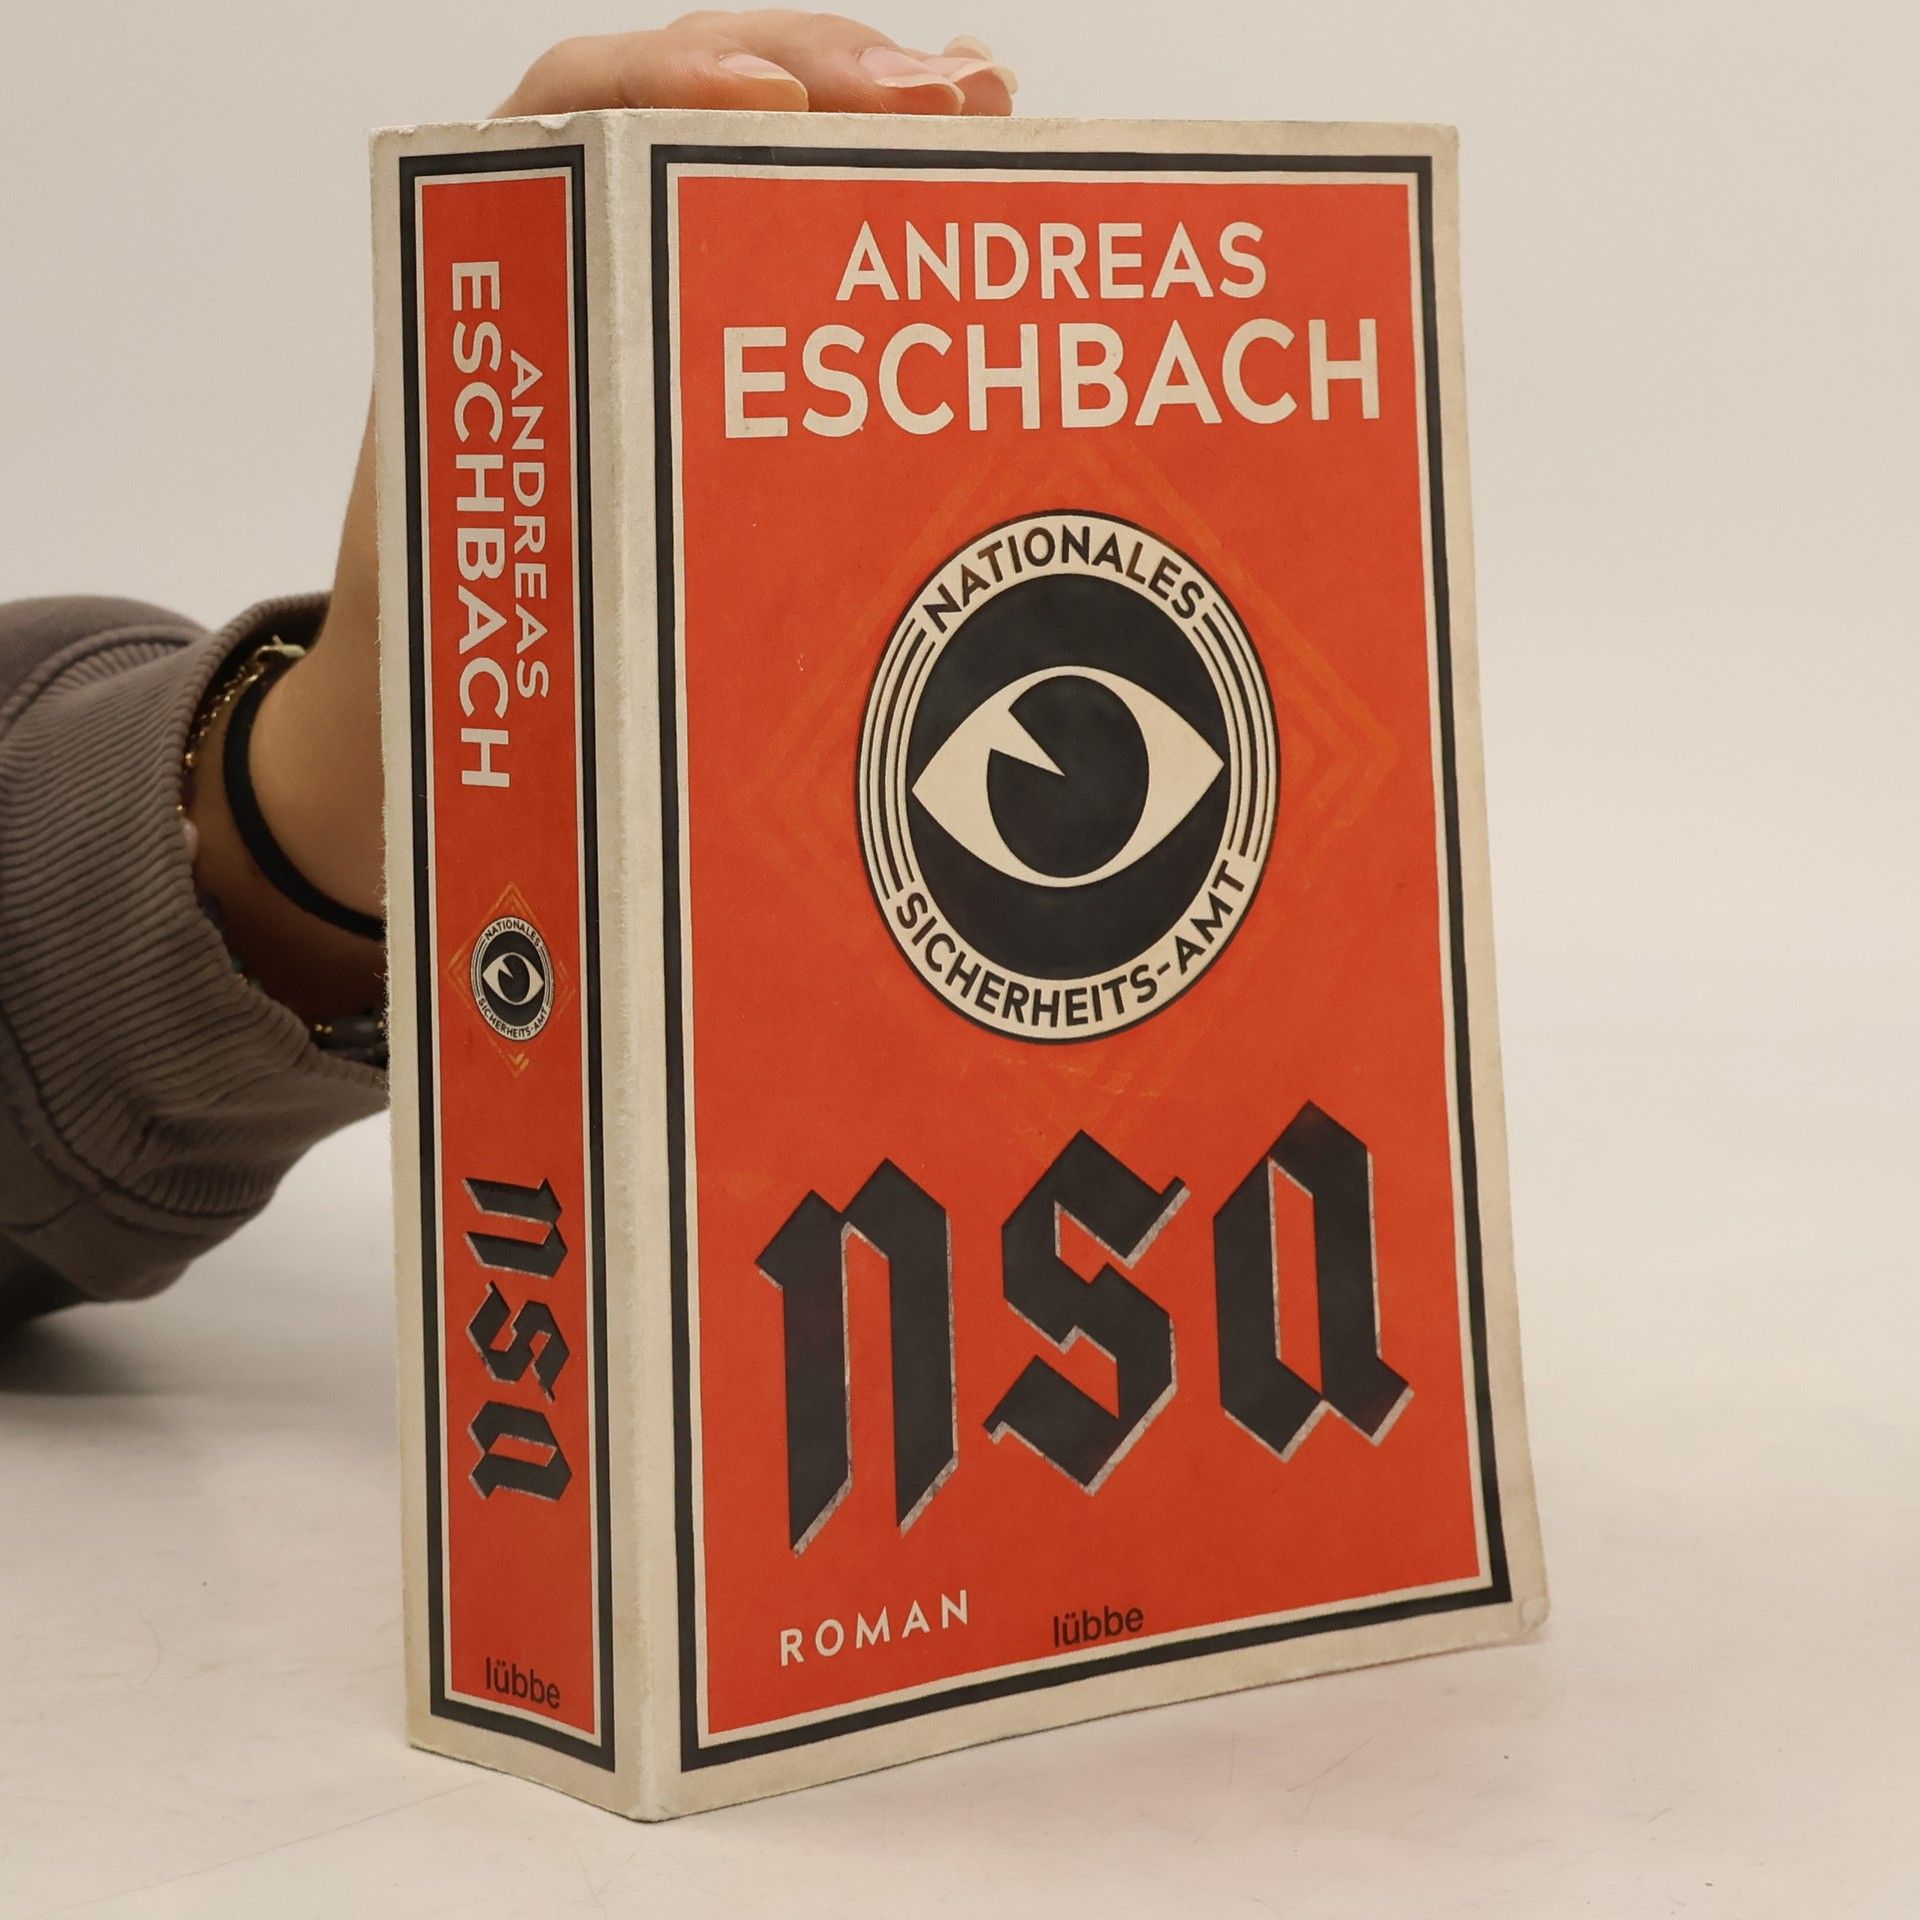 ANDREAS
ESCHBACH
NATIONALES
SICHERHEITS-AMT
nsa
lübbe
ANDREAS
ESCHBACH
NATIONALES
SICHERHEITS-AMT
nsa
ROMAN
lübbe